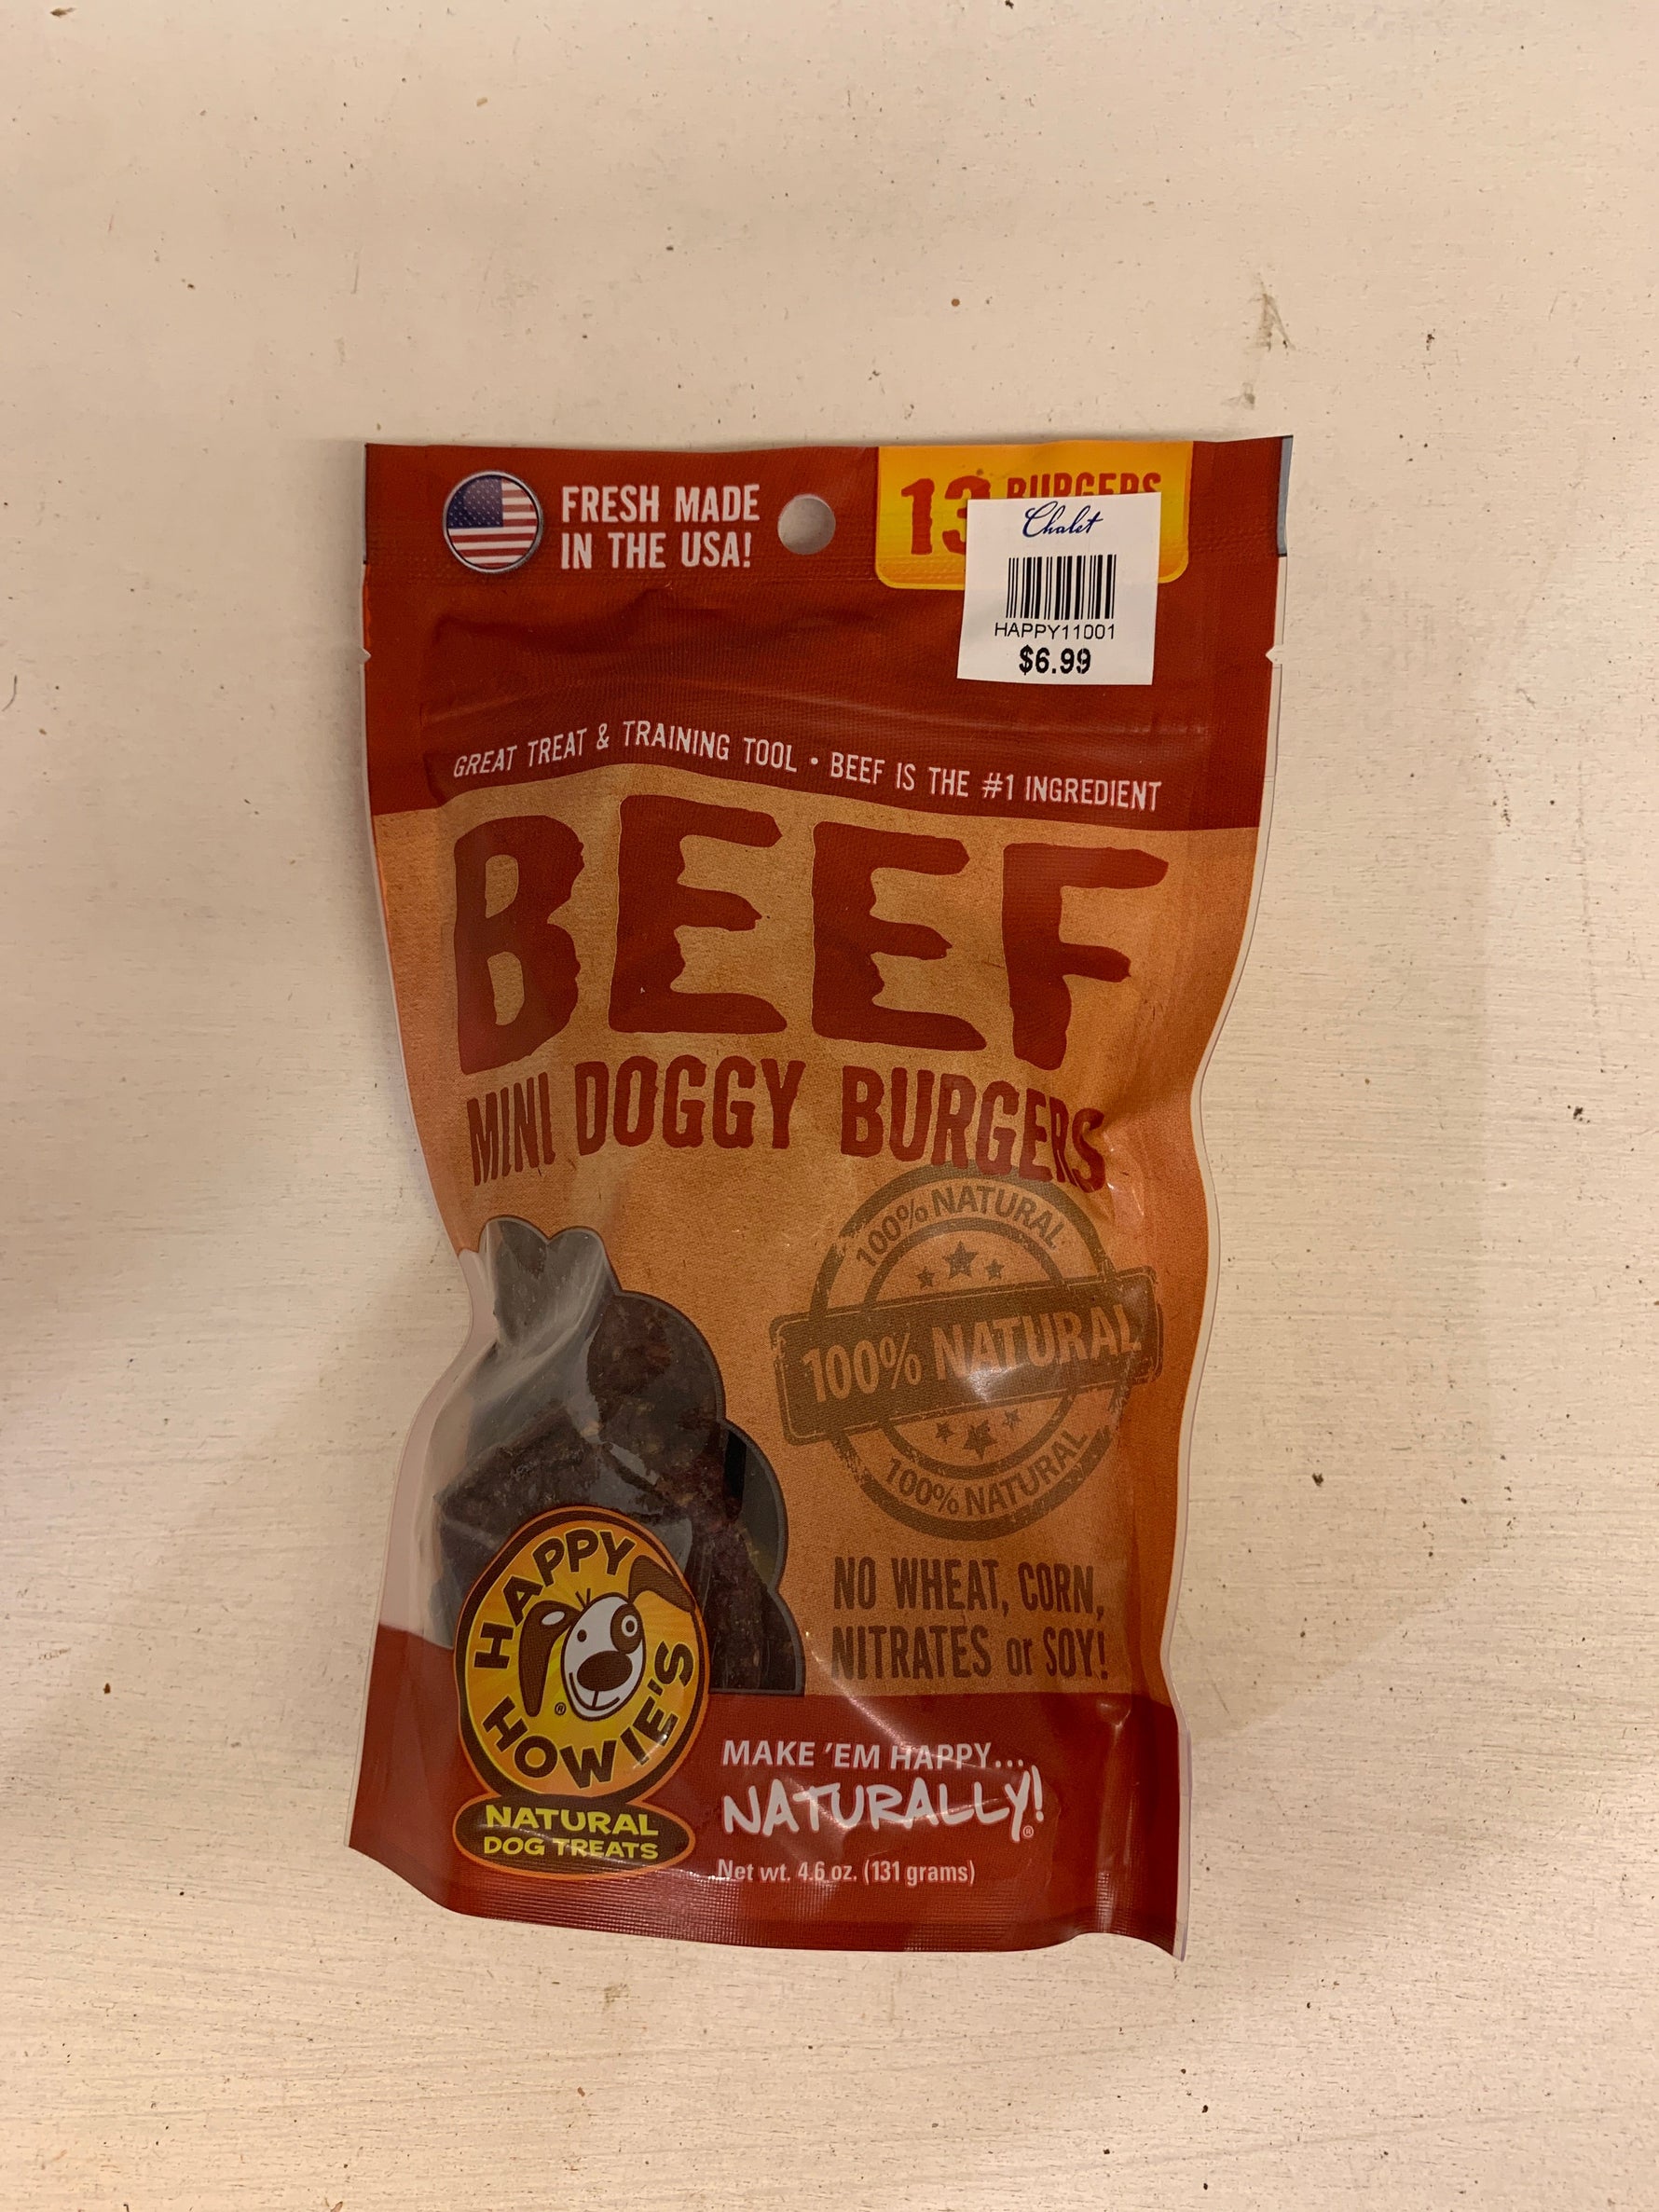 FRESH MADE
IN THE USA!
13 BURGERS
Chalet
HAPPY11001
$6.99
GREAT TREAT & TRAINING TOOL • BEEF IS THE #1 INGREDIENT
BEEF
MINI DOGGY BURGERS
100% NATURAL
100% NATURAL
100% NATURAL
NO WHEAT, CORN,
NITRATES or SOY!
HAPPY
HOWIE'S
®
NATURAL
DOG TREATS
MAKE 'EM HAPPY...
NATURALLY!®
Net wt. 4.6 oz. (131 grams)